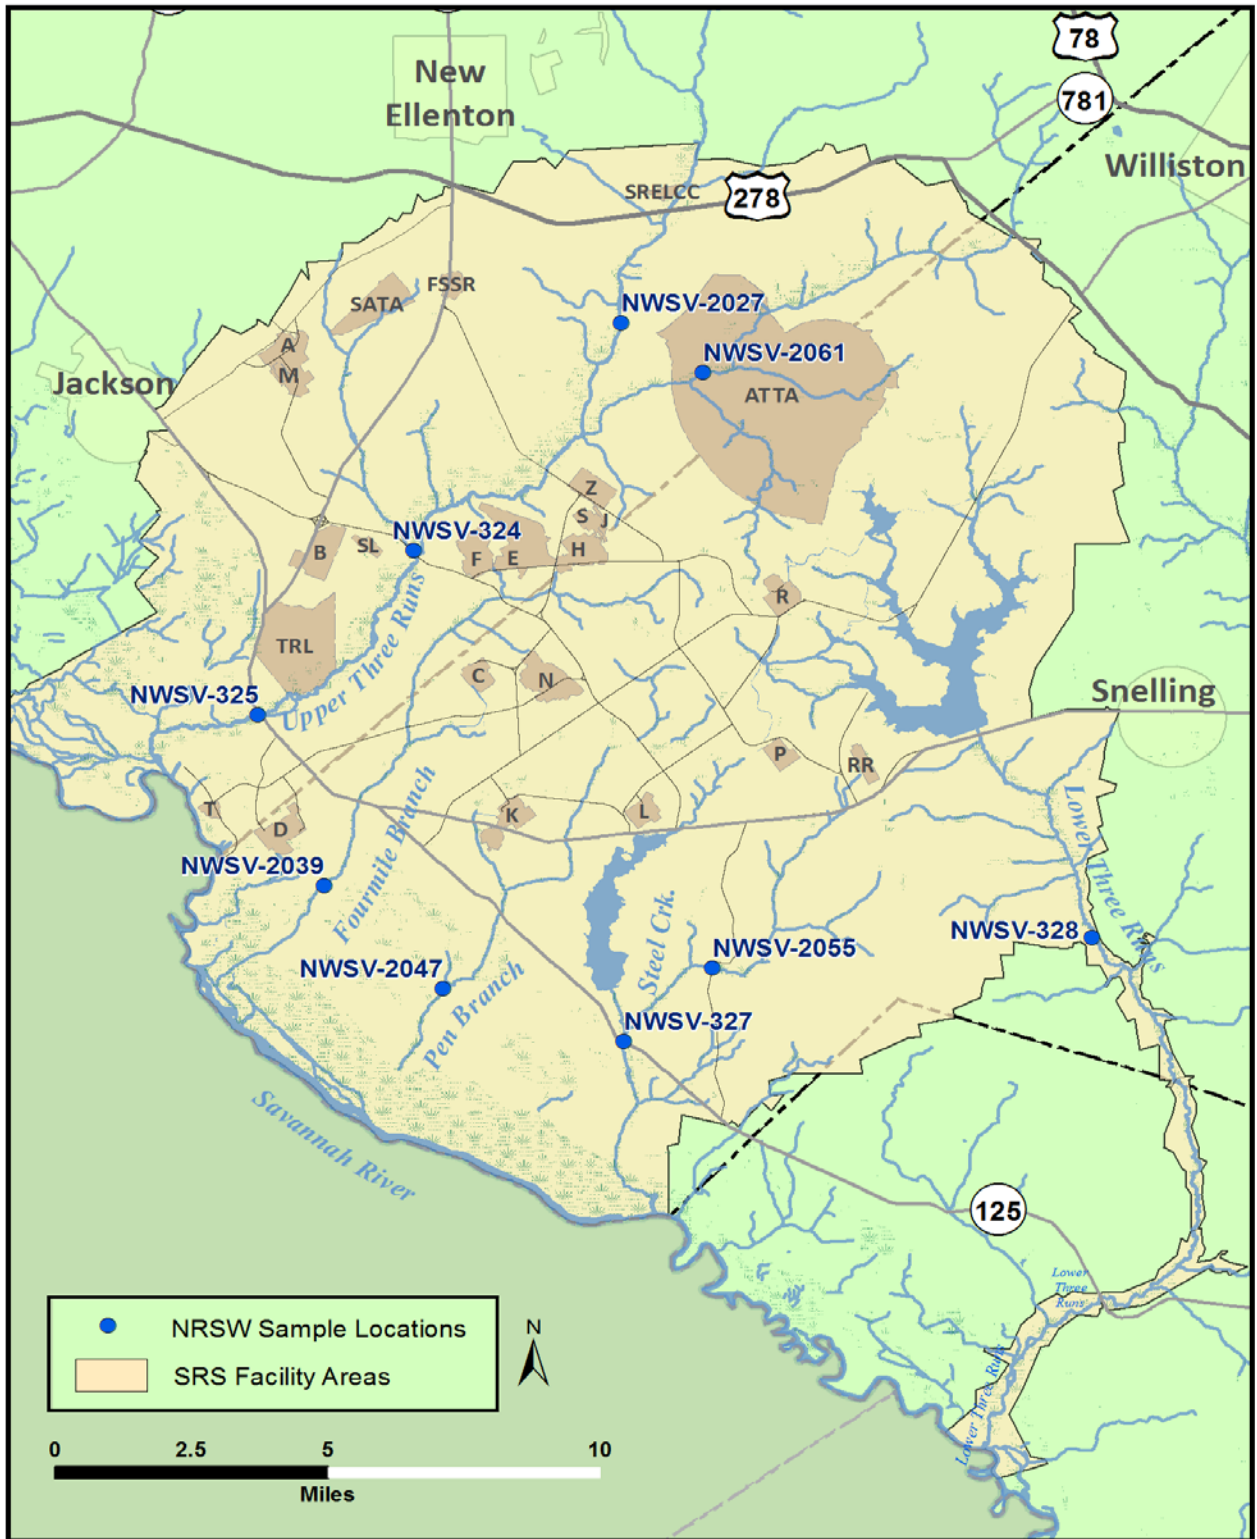 78
781
New
Ellenton
Williston
SRELCC
278
FSSR
SATA
NWSV-2027
A
NWSV-2061
M
Jackson
ATTA
Z
S
J
NWSV-324
B
SL
F
E
H
R
Upper Three Runs
TRL
C
N
Snelling
NWSV-325
P
RR
T
D
K
L
Lower Three Runs
NWSV-2039
Fourmile Branch
Steel Crk.
NWSV-328
NWSV-2055
NWSV-2047
Pen Branch
NWSV-327
Savannah River
125
Lower
Three
Runs
Lower Three Runs
NRSW Sample Locations
SRS Facility Areas
N
0 2.5 5 10
Miles